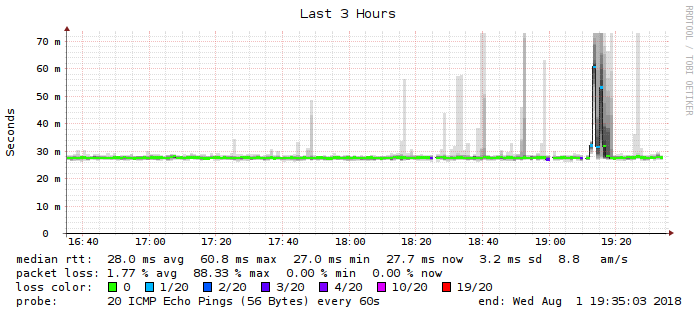 Last 3 Hours
RRDTOOL / TOBI OETIKER
Seconds
70 m
60 m
50 m
40 m
30 m
20 m
10 m
0
16:40 17:00 17:20 17:40 18:00 18:20 18:40 19:00 19:20
median rtt: 28.0 ms avg 60.8 ms max 27.0 ms min 27.7 ms now 3.2 ms sd 8.8 am/s
packet loss: 1.77 % avg 88.33 % max 0.00 % min 0.00 % now
loss color: 0 1/20 2/20 3/20 4/20 10/20 19/20
probe: 20 ICMP Echo Pings (56 Bytes) every 60s end: Wed Aug 1 19:35:03 2018